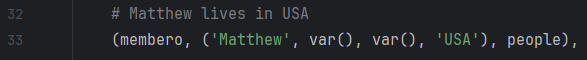 32 # Matthew lives in USA
33 (membero, ('Matthew', var(), var(), 'USA'), people),